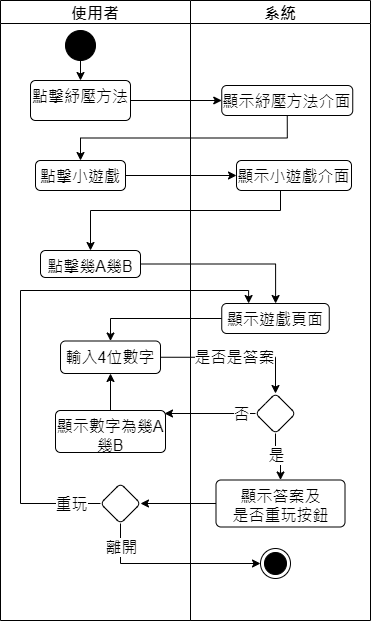 使用者
系統
點擊紓壓方法
顯示紓壓方法介面
點擊小遊戲
顯示小遊戲介面
點擊幾A幾B
顯示遊戲頁面
輸入4位數字
是否是答案
否
顯示數字為幾A
幾B
是
重玩
顯示答案及
是否重玩按鈕
離開